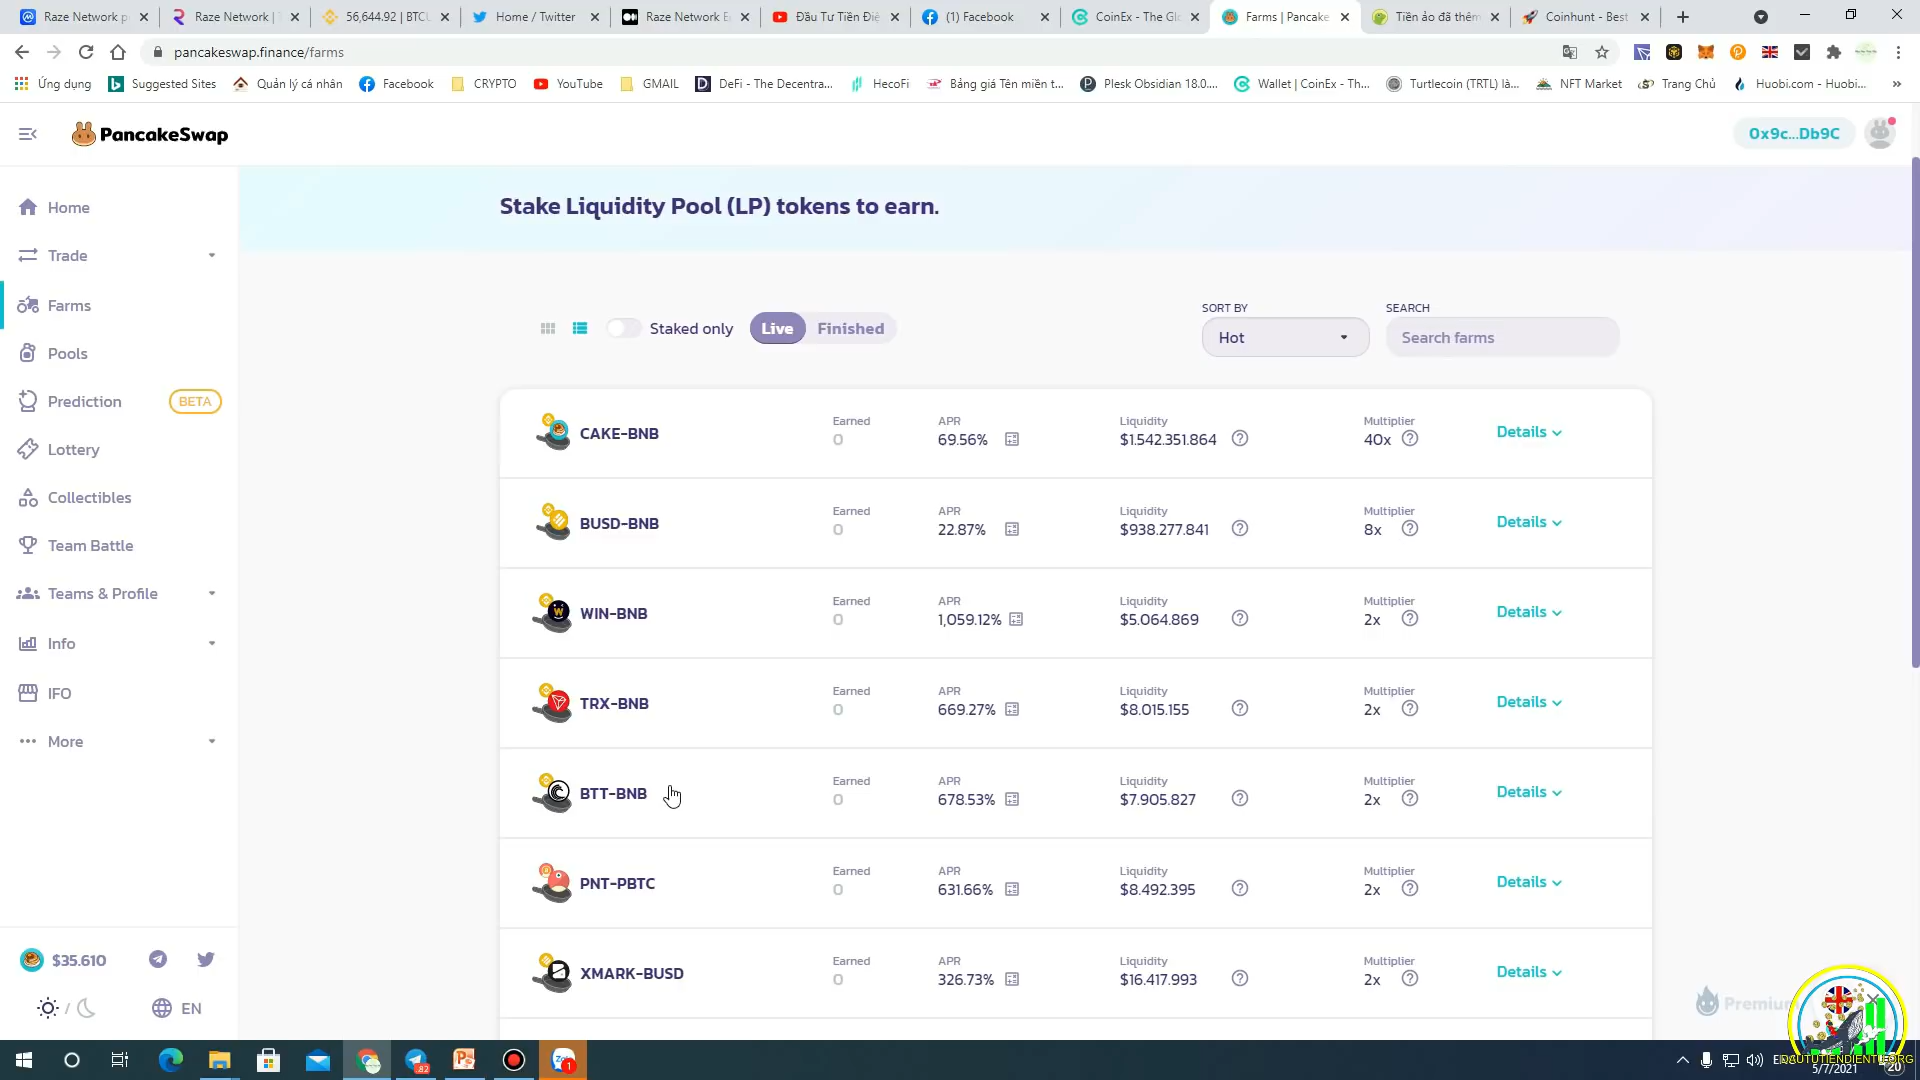 Raze Network p
Raze Network |
56,644.92 | BTCU
Home / Twitter
Raze Network E
Đầu Tư Tiền Điệ
(1) Facebook
CoinEx - The Glo
Farms | Pancake
Tiền ảo đã thêm
Coinhunt - Best
pancakeswap.finance/farms
Ứng dụng
Suggested Sites
Quản lý cá nhân
Facebook
CRYPTO
YouTube
GMAIL
DeFi - The Decentra...
HecoFi
Bảng giá Tên miền t...
Plesk Obsidian 18.0....
Wallet | CoinEx - Th...
Turtlecoin (TRTL) là...
NFT Market
Trang Chủ
Huobi.com - Huobi...
PancakeSwap
0x9c...Db9C
Home
Trade
Farms
Pools
Prediction
BETA
Lottery
Collectibles
Team Battle
Teams & Profile
Info
IFO
More
$35.610
EN
Stake Liquidity Pool (LP) tokens to earn.
Staked only
Live
Finished
SORT BY
Hot
SEARCH
Search farms
CAKE-BNB
Earned
0
APR
69.56%
Liquidity
$1.542.351.864
Multiplier
40x
Details
BUSD-BNB
Earned
0
APR
22.87%
Liquidity
$938.277.841
Multiplier
8x
Details
WIN-BNB
Earned
0
APR
1,059.12%
Liquidity
$5.064.869
Multiplier
2x
Details
TRX-BNB
Earned
0
APR
669.27%
Liquidity
$8.015.155
Multiplier
2x
Details
BTT-BNB
Earned
0
APR
678.53%
Liquidity
$7.905.827
Multiplier
2x
Details
PNT-PBTC
Earned
0
APR
631.66%
Liquidity
$8.492.395
Multiplier
2x
Details
XMARK-BUSD
Earned
0
APR
326.73%
Liquidity
$16.417.993
Multiplier
2x
Details
5/7/2021
20